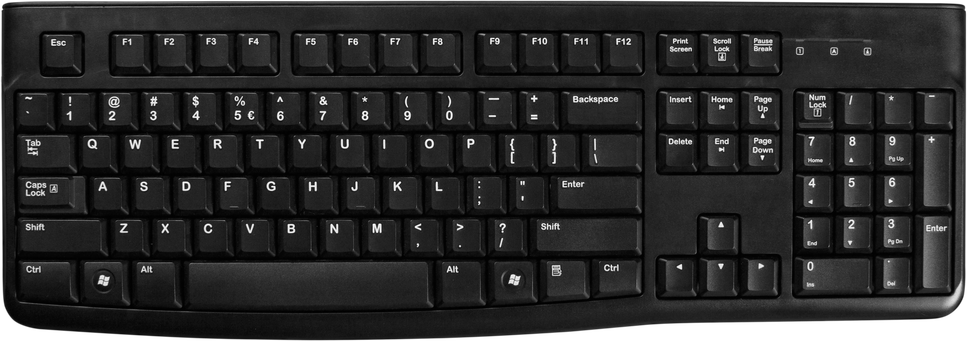 Esc F1 F2 F3 F4 F5 F6 F7 F8 F9 F10 F11 F12 Print Screen Scroll Lock Pause Break 1 A
~ ` ! 1 @ 2 # 3 $ 4 % 5 € ^ 6 & 7 * 8 ( 9 ) 0 — – + = Backspace Insert Home Page Up Num Lock / * –
Tab Q W E R T Y U I O P { [ } ] | \ Delete End Page Down 7 Home 8 9 Pg Up +
Caps Lock A A S D F G H J K L : ; " ' Enter 4 5 6
Shift Z X C V B N M < , > . ? / Shift 1 End 2 3 Pg Dn Enter
Ctrl Alt Alt Ctrl 0 Ins . Del